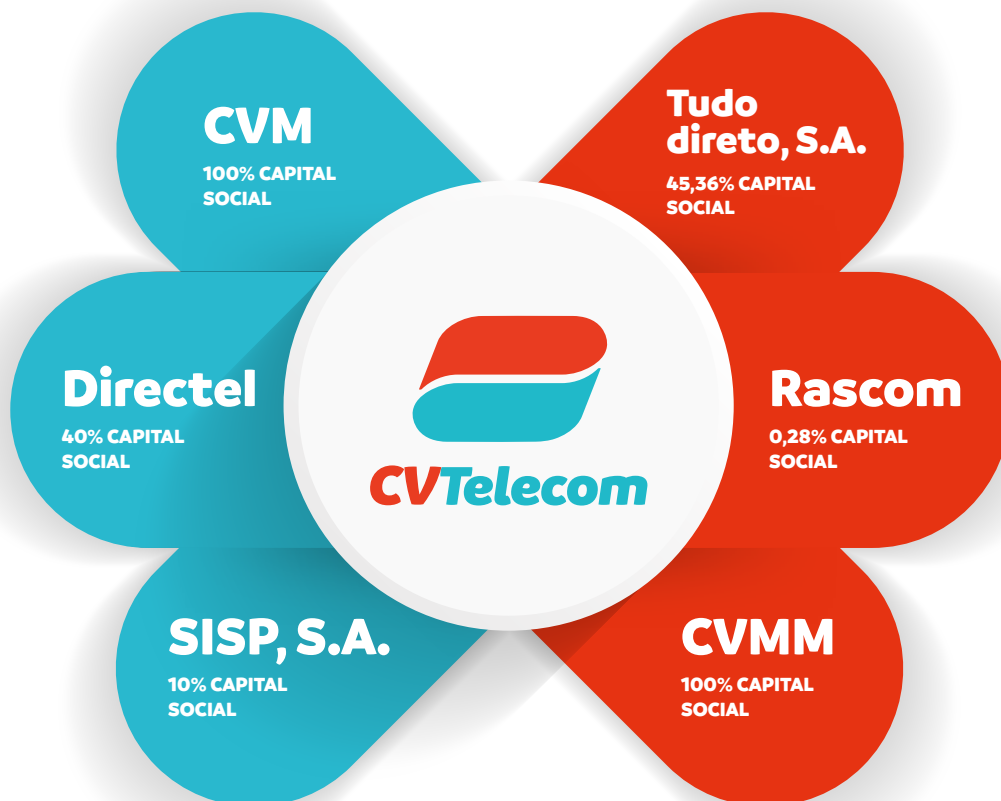 CVM
100% CAPITAL
SOCIAL
Tudo
direto, S.A.
45,36% CAPITAL
SOCIAL
Directel
40% CAPITAL
SOCIAL
CVTelecom
Rascom
0,28% CAPITAL
SOCIAL
SISP, S.A.
10% CAPITAL
SOCIAL
CVMM
100% CAPITAL
SOCIAL